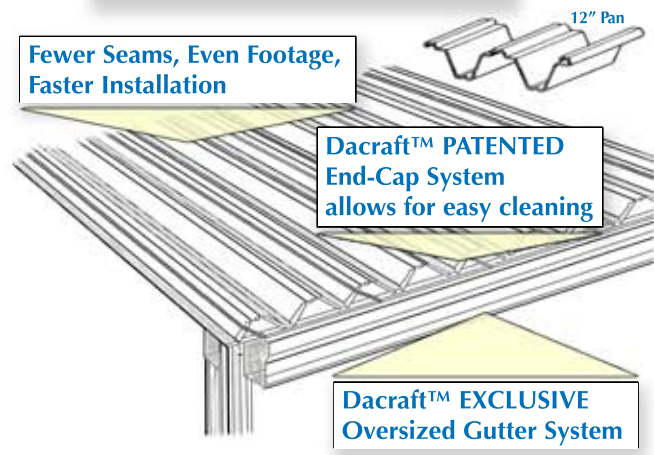 12" Pan
Fewer Seams, Even Footage,
Faster Installation
Dacraft™ PATENTED
End-Cap System
allows for easy cleaning
Dacraft™ EXCLUSIVE
Oversized Gutter System